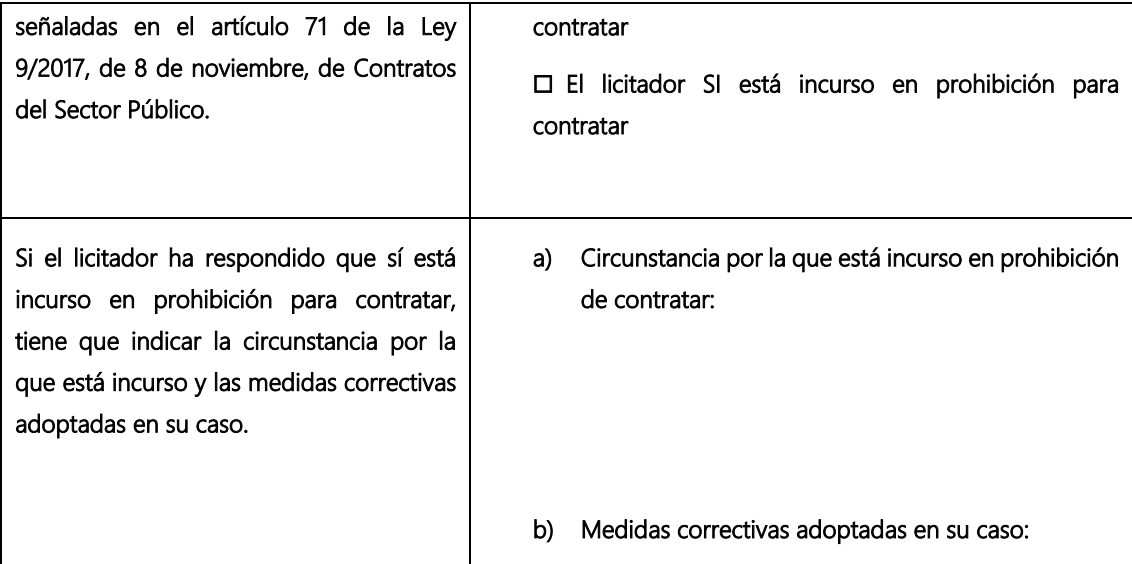 señaladas en el artículo 71 de la Ley
9/2017, de 8 de noviembre, de Contratos
del Sector Público.
contratar
☐ El licitador SI está incurso en prohibición para
contratar
Si el licitador ha respondido que sí está
incurso en prohibición para contratar,
tiene que indicar la circunstancia por la
que está incurso y las medidas correctivas
adoptadas en su caso.
a) Circunstancia por la que está incurso en prohibición
de contratar:
b) Medidas correctivas adoptadas en su caso: